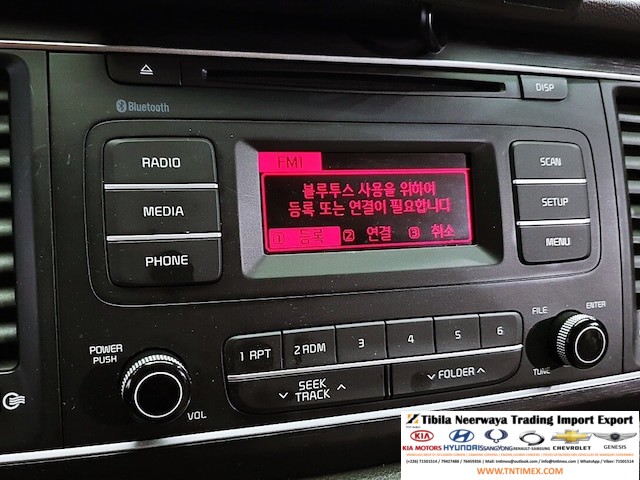 DISP
Bluetooth
RADIO
MEDIA
PHONE
FM1
블루투스 사용을 위하여
등록 또는 연결이 필요합니다
1 등록 2 연결 3 취소
SCAN
SETUP
MENU
POWER
PUSH
VOL
1 RPT 2 RDM 3 4 5 6
SEEK
TRACK
FOLDER
FILE
ENTER
TUNE
Tibila Neerwaya Trading Import Export
KIA MOTORS HYUNDAI SSANGYONG RENAULT-SAMSUNG CHEVROLET GENESIS
WWW.TNTIMEX.COM